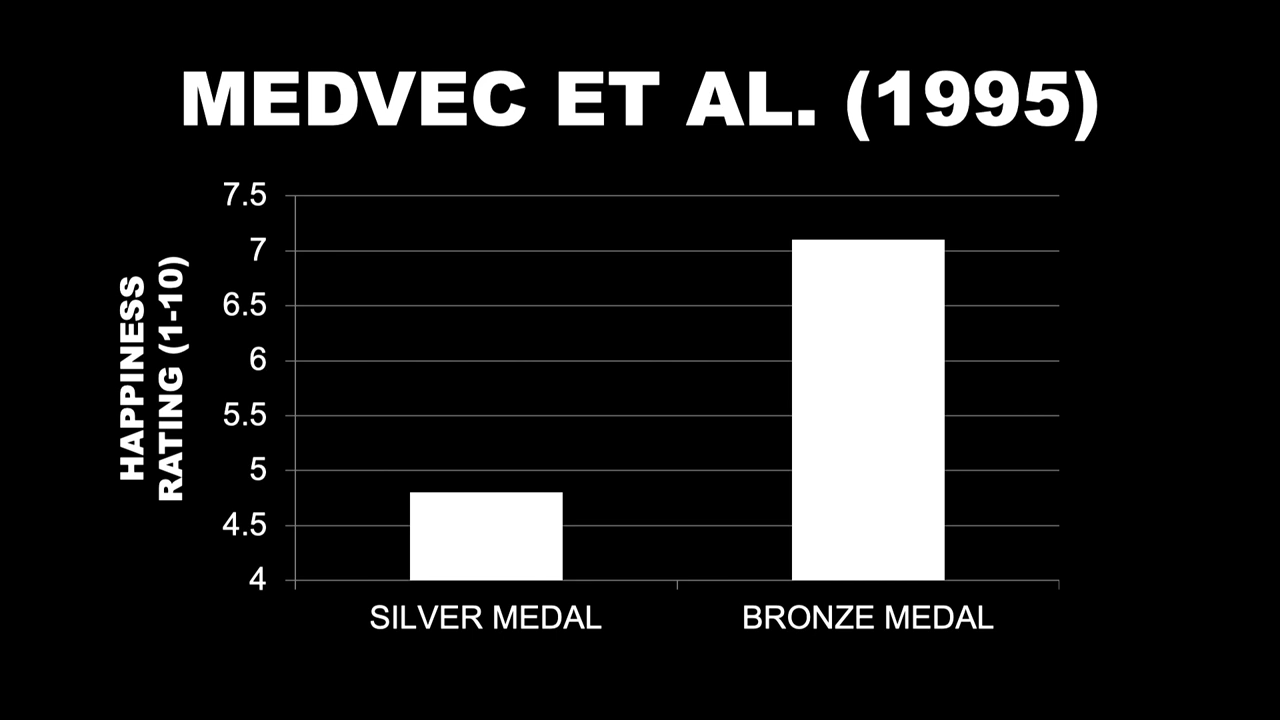 MEDVEC ET AL. (1995)
7.5
7
6.5
6
5.5
5
4.5
4
HAPPINESS
RATING (1-10)
SILVER MEDAL
BRONZE MEDAL